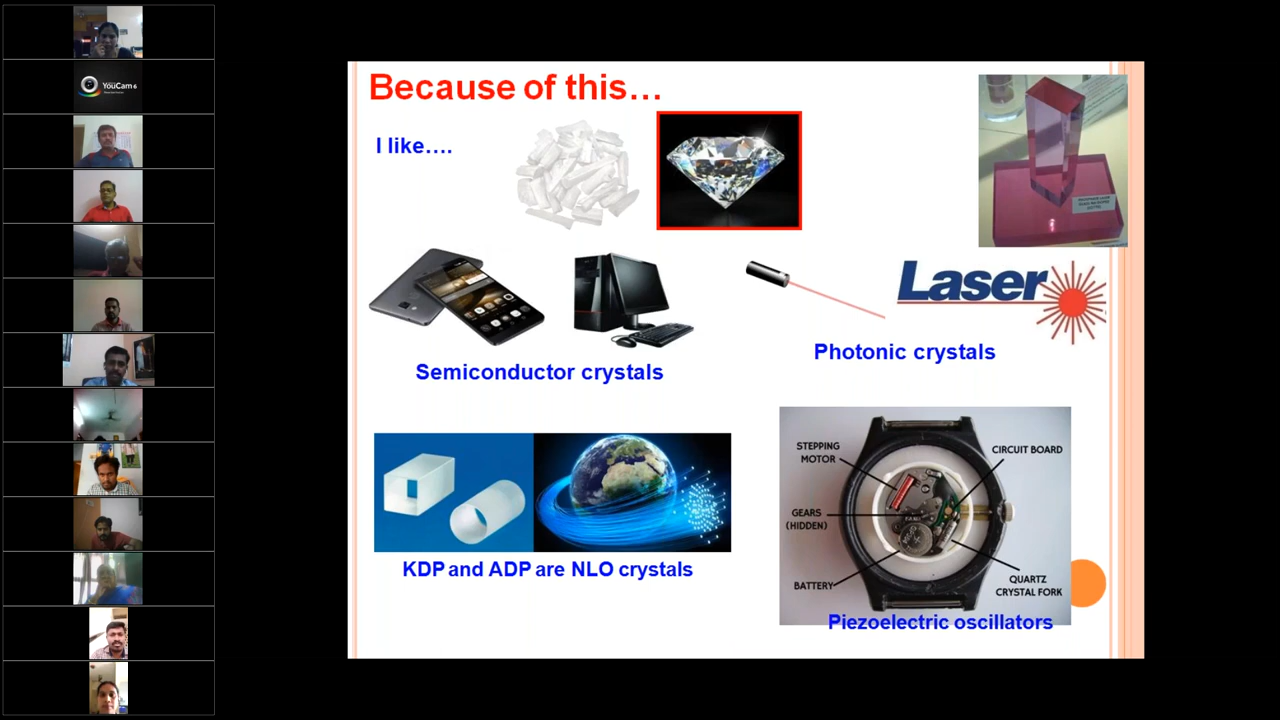 YouCam 6
Because of this…
I like….
Laser
Semiconductor crystals
Photonic crystals
STEPPING
MOTOR
CIRCUIT BOARD
GEARS
(HIDDEN)
BATTERY
QUARTZ
CRYSTAL FORK
KDP and ADP are NLO crystals
Piezoelectric oscillators